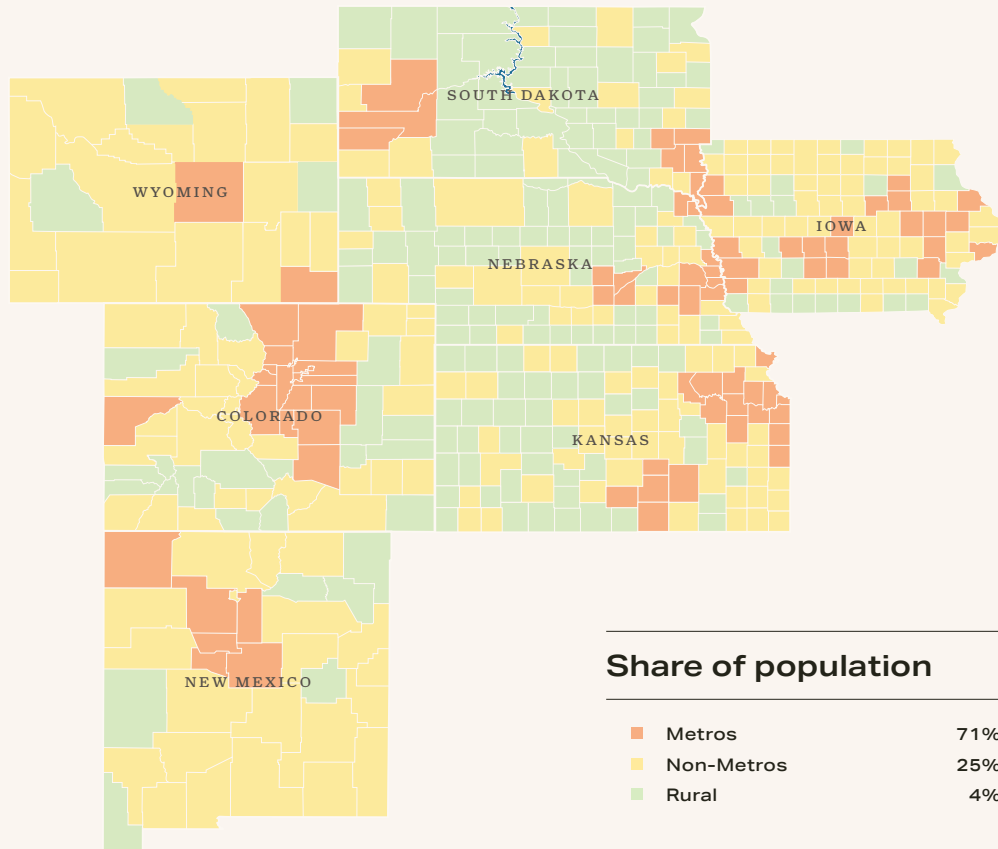 SOUTH DAKOTA
WYOMING
IOWA
NEBRASKA
COLORADO
KANSAS
NEW MEXICO
Share of population
Metros 71%
Non-Metros 25%
Rural 4%